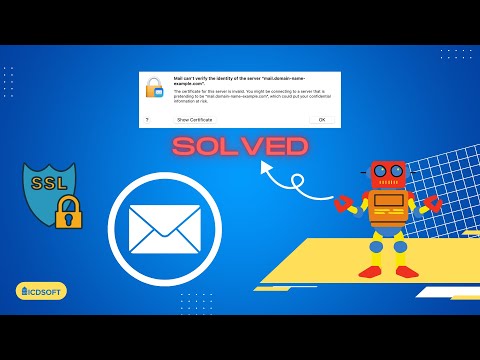 Mail can't verify the identity of the server "mail.domain-name-
example.com".
The certificate for this server is invalid. You might be connecting to a server that is
pretending to be "mail.domain-name-example.com", which could put your confidential
information at risk.
?
Show Certificate
OK
SOLVED
SSL
ICDSOFT